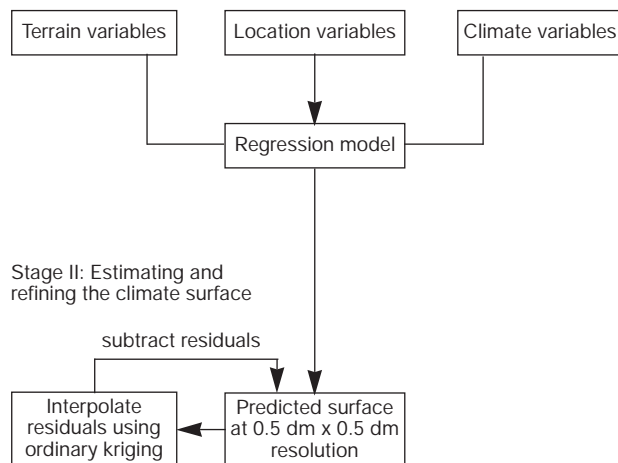 Terrain variables
Location variables
Climate variables
Regression model
Stage II: Estimating and
refining the climate surface
subtract residuals
Interpolate
residuals using
ordinary kriging
Predicted surface
at 0.5 dm x 0.5 dm
resolution